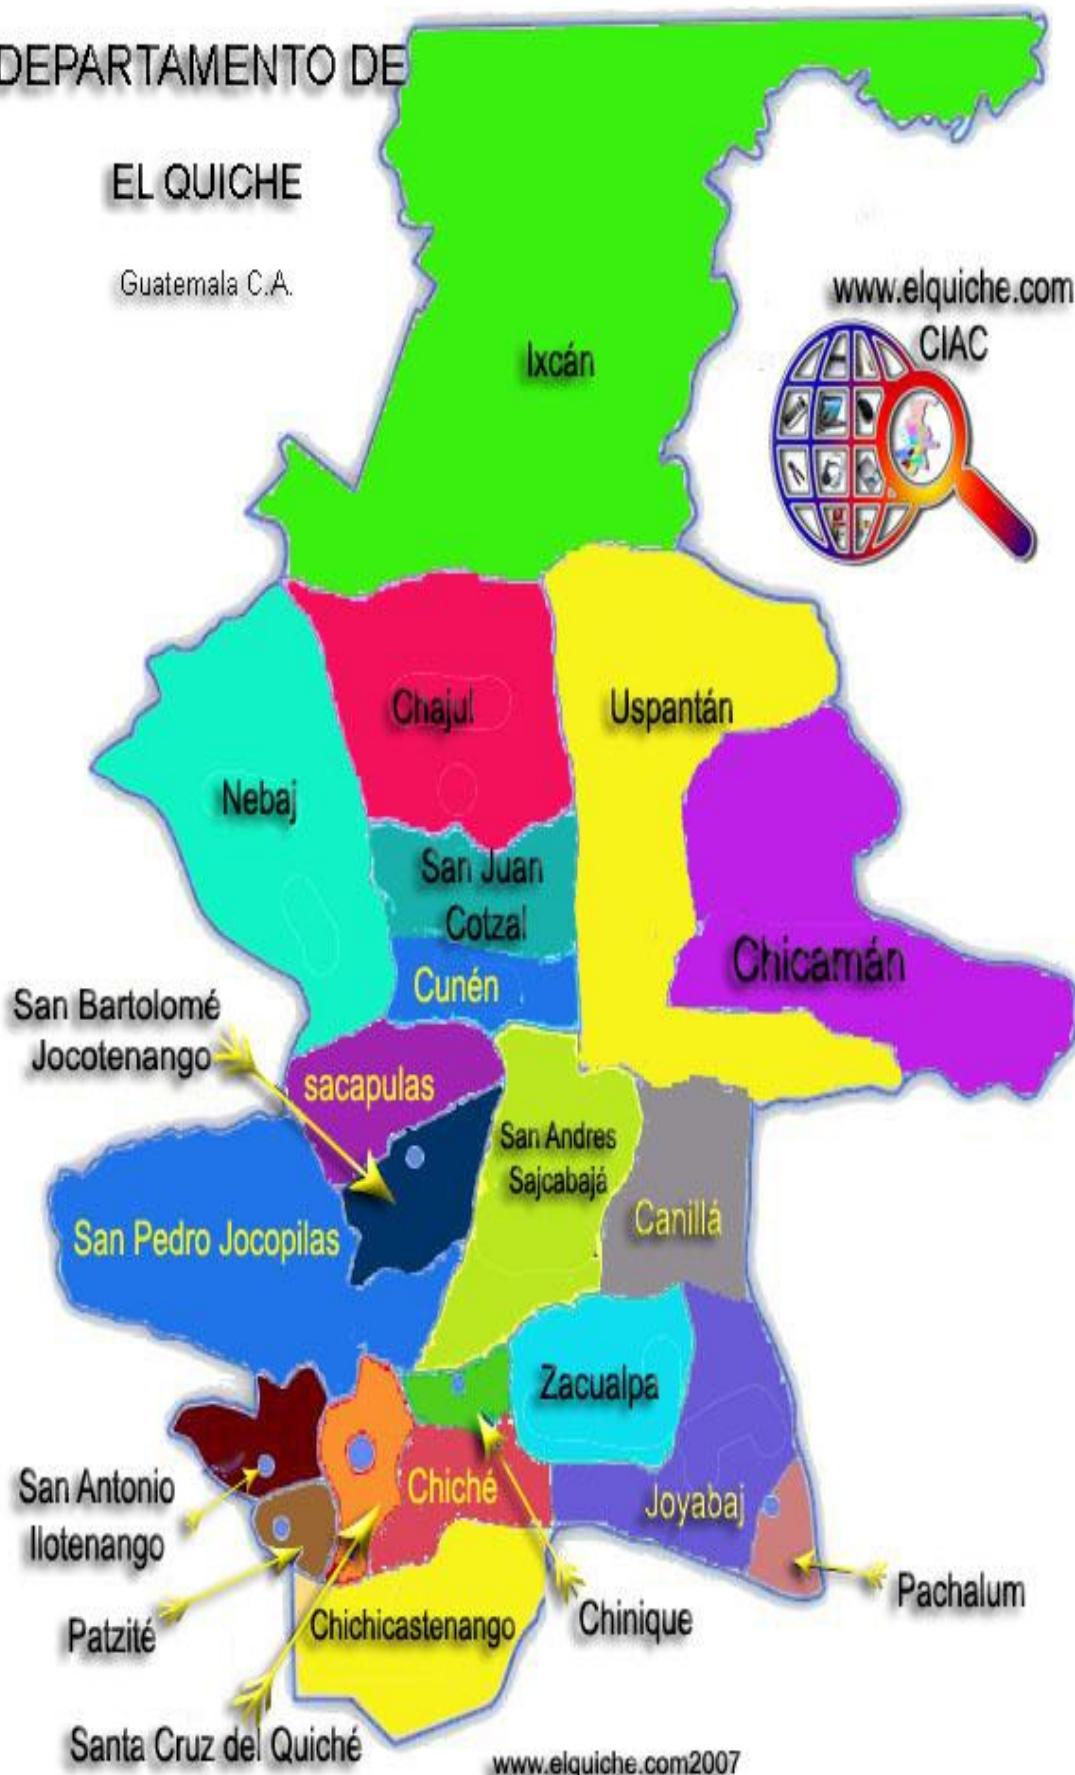 DEPARTAMENTO DE
EL QUICHE
Guatemala C.A.
www.elquiche.com
CIAC
Ixcán
Chajul
Uspantán
Nebaj
San Juan
Cotzal
Chicamán
Cunén
San Bartolomé
Jocotenango
sacapulas
San Andres
Sajcabajá
Canillá
San Pedro Jocopilas
Zacualpa
San Antonio
Ilotenango
Chiché
Joyabaj
Pachalum
Patzité
Chichicastenango
Chinique
Santa Cruz del Quiché
www.elquiche.com2007